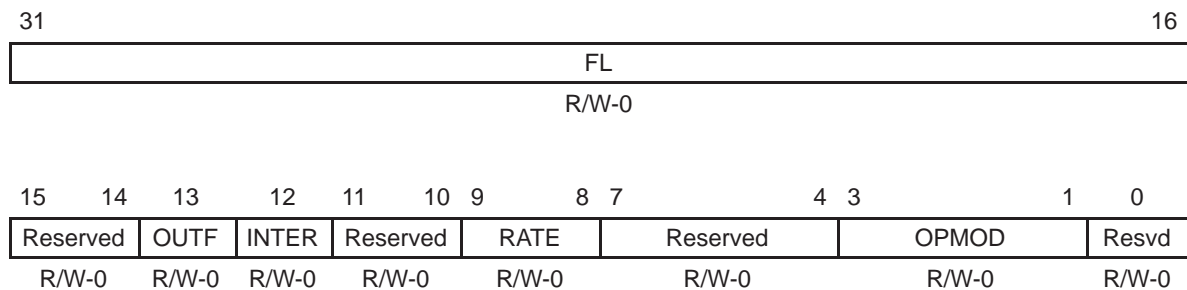 31 16
FL
R/W-0
15 14 13 12 11 10 9 8 7 4 3 1 0
Reserved OUTF INTER Reserved RATE Reserved OPMOD Resvd
R/W-0 R/W-0 R/W-0 R/W-0 R/W-0 R/W-0 R/W-0 R/W-0